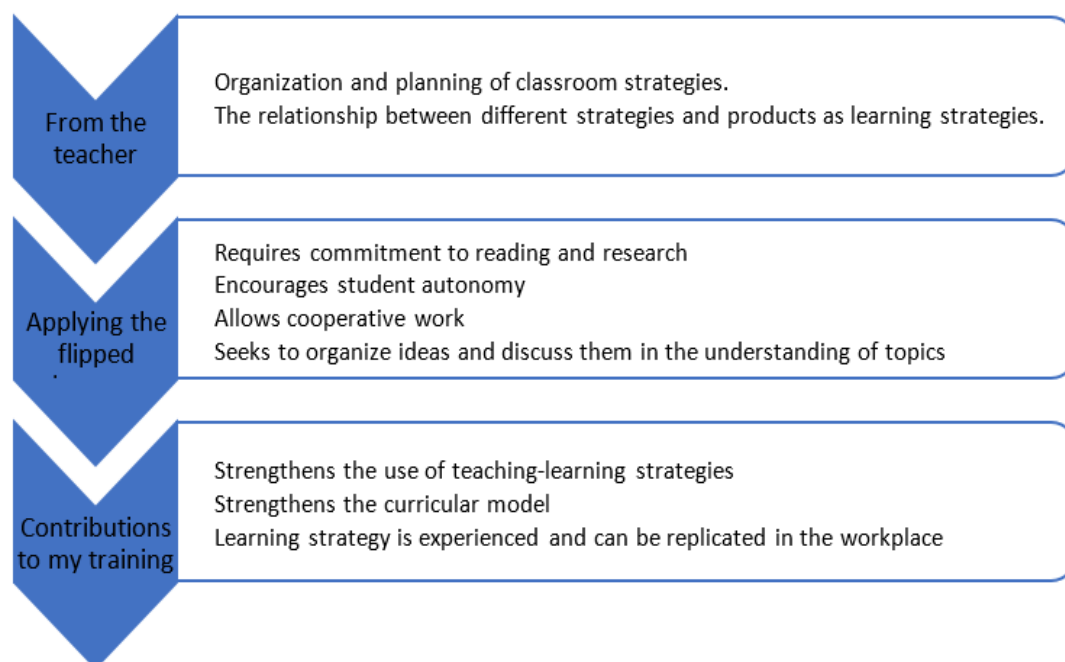 From the
teacher
Organization and planning of classroom strategies.
The relationship between different strategies and products as learning strategies.
Applying the
flipped
Requires commitment to reading and research
Encourages student autonomy
Allows cooperative work
Seeks to organize ideas and discuss them in the understanding of topics
Contributions
to my training
Strengthens the use of teaching-learning strategies
Strengthens the curricular model
Learning strategy is experienced and can be replicated in the workplace